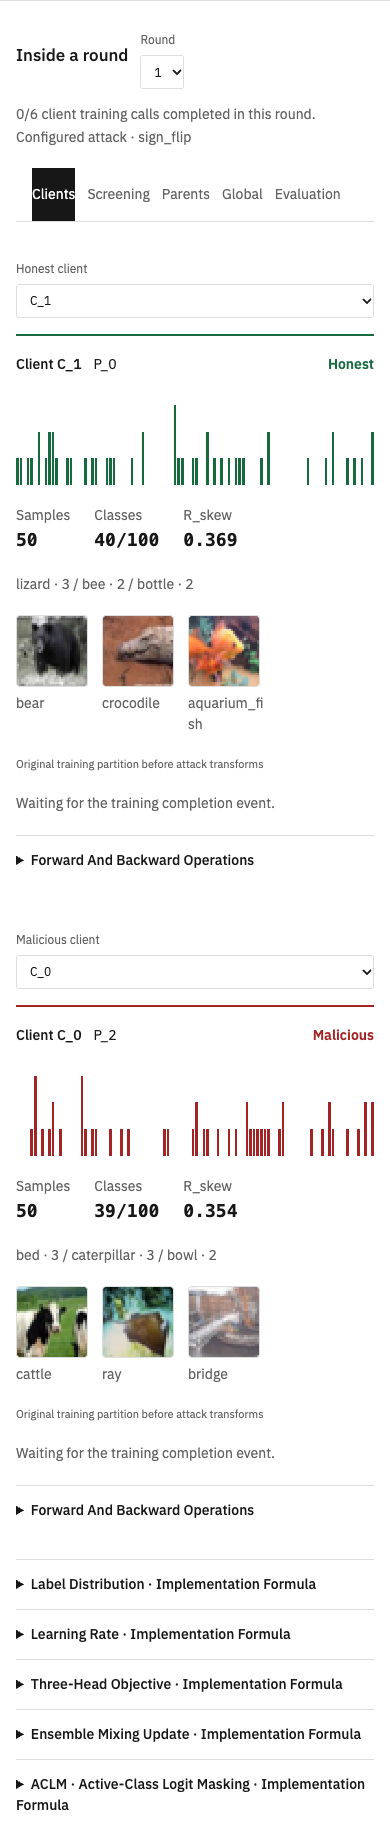 Round
Inside a round
1
0/6 client training calls completed in this round.
Configured attack · sign_flip
Clients Screening Parents Global Evaluation
Honest client
C_1
Client C_1 P_0 Honest
Samples Classes R_skew
50 40/100 0.369
lizard · 3 / bee · 2 / bottle · 2
bear crocodile aquarium_fi
sh
Original training partition before attack transforms
Waiting for the training completion event.
Forward And Backward Operations
Malicious client
C_0
Client C_0 P_2 Malicious
Samples Classes R_skew
50 39/100 0.354
bed · 3 / caterpillar · 3 / bowl · 2
cattle ray bridge
Original training partition before attack transforms
Waiting for the training completion event.
Forward And Backward Operations
Label Distribution · Implementation Formula
Learning Rate · Implementation Formula
Three-Head Objective · Implementation Formula
Ensemble Mixing Update · Implementation Formula
ACLM · Active-Class Logit Masking · Implementation
Formula